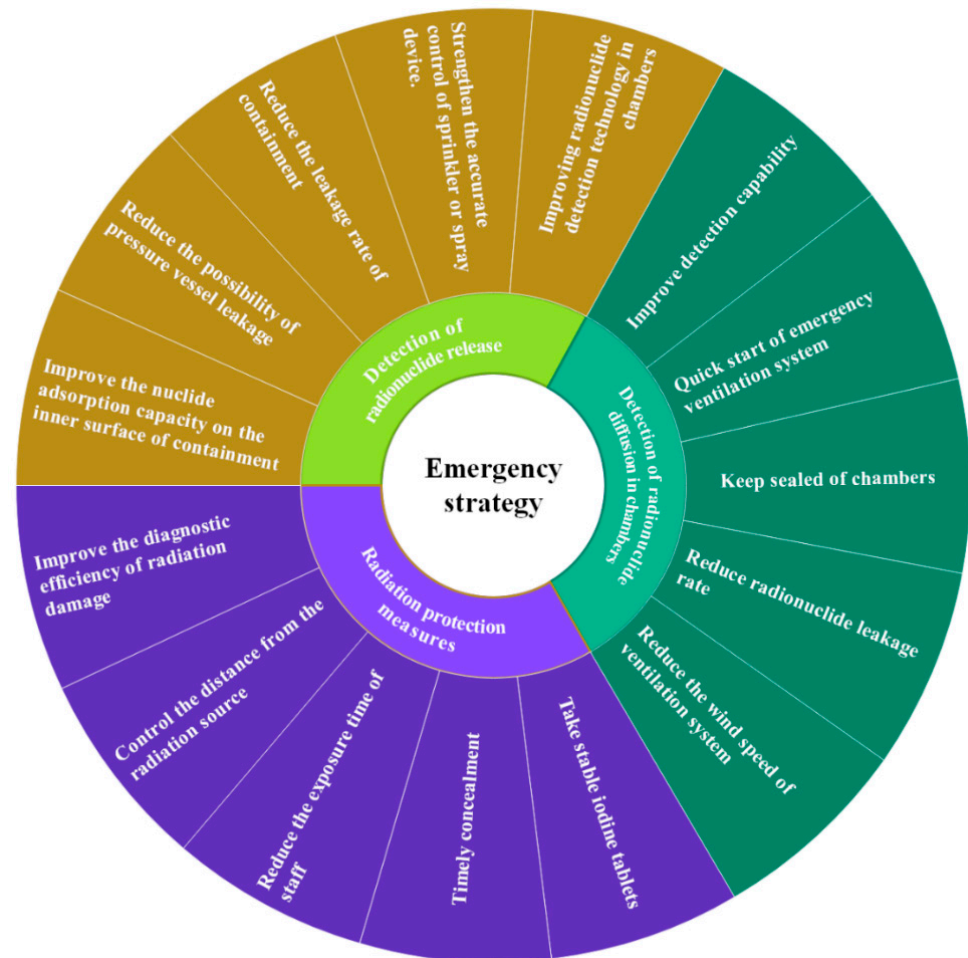 Emergency
strategy
Detection of
radionuclide release
Improve the nuclide
adsorption capacity on the
inner surface of containment
Reduce the possibility of
pressure vessel leakage
Reduce the leakage rate of
containment
Strengthen the accurate
control of sprinkler or spray
device.
Improving radionuclide
detection technology in
chambers
Detection of radionuclide
diffusion in chambers
Improve detection capability
Quick start of emergency
ventilation system
Keep sealed of chambers
Reduce radionuclide leakage
rate
Reduce the wind speed of
ventilation system
Radiation protection
measures
Take stable iodine tablets
Timely concealment
Reduce the exposure time of
staff
Control the distance from the
radiation source
Improve the diagnostic
efficiency of radiation
damage